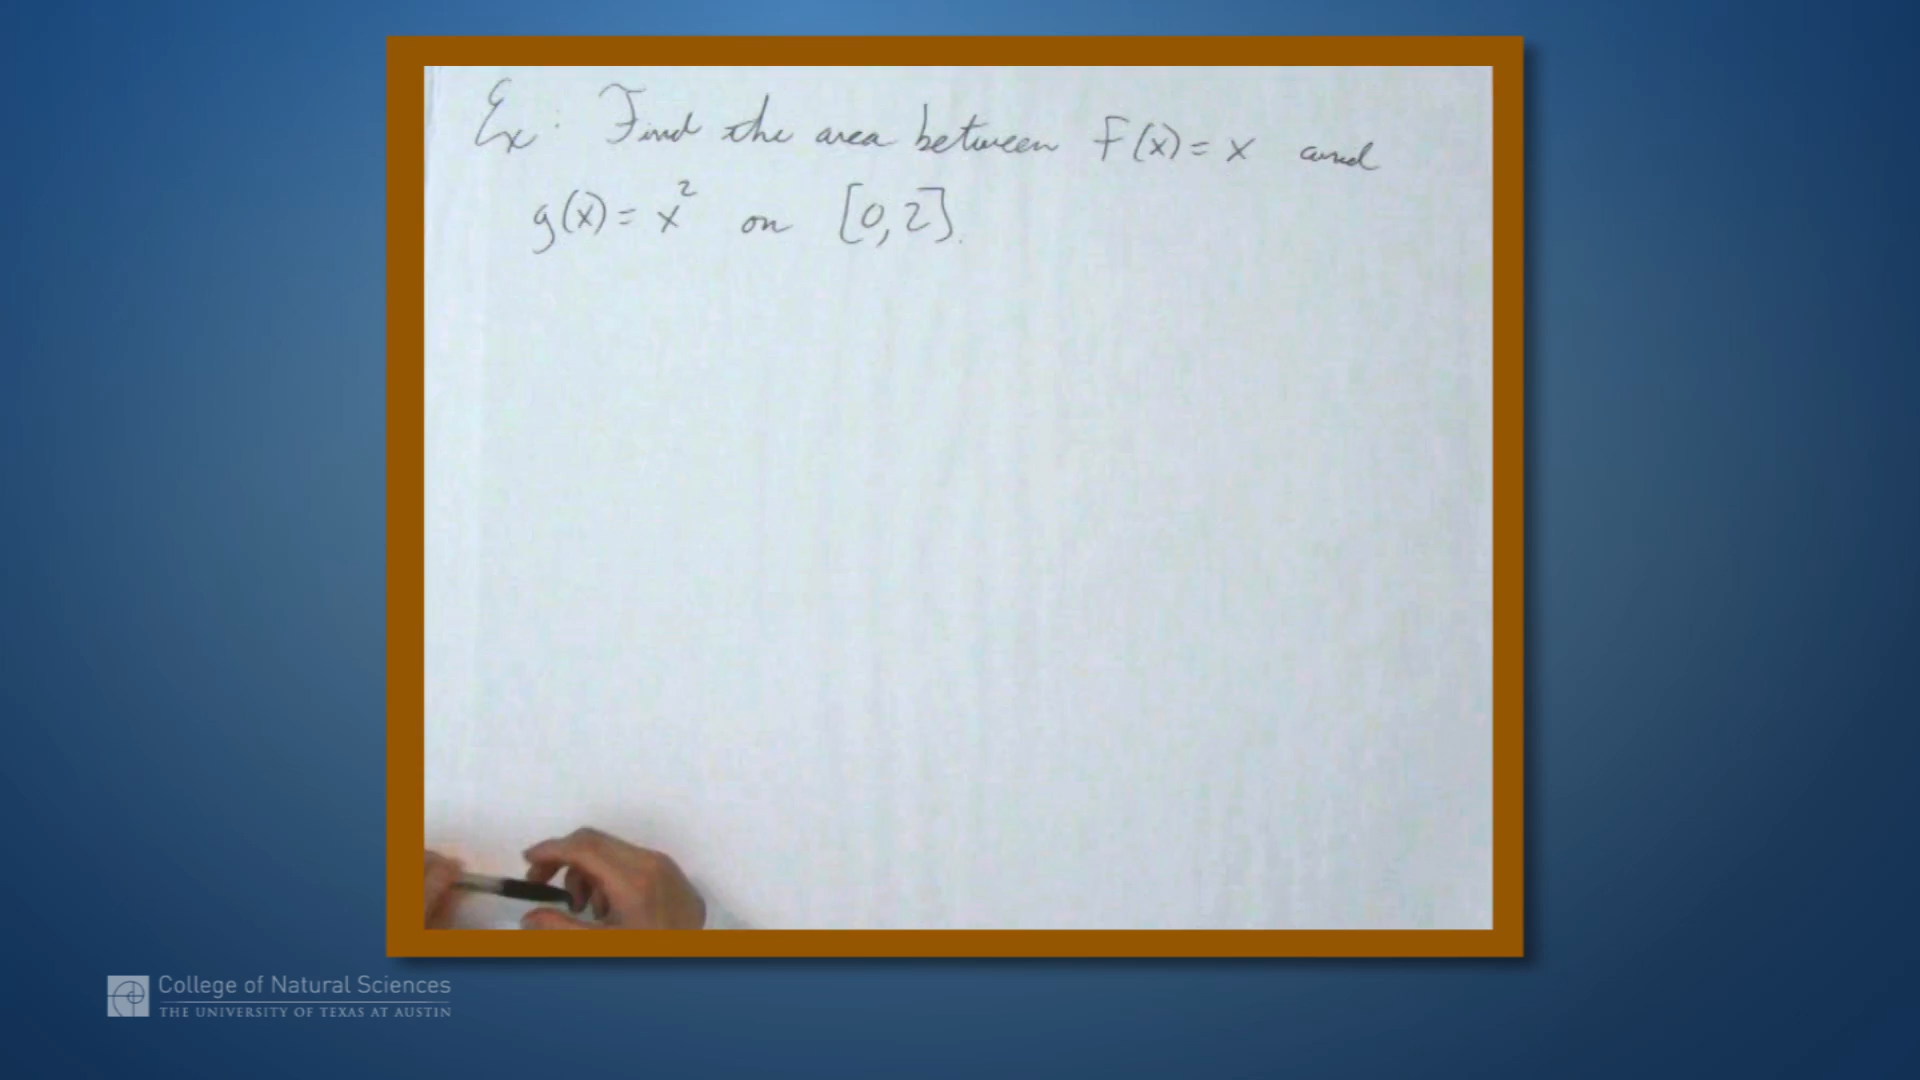 Ex: Find the area between f(x) = x and
g(x) = x² on [0,2].
College of Natural Sciences
THE UNIVERSITY OF TEXAS AT AUSTIN